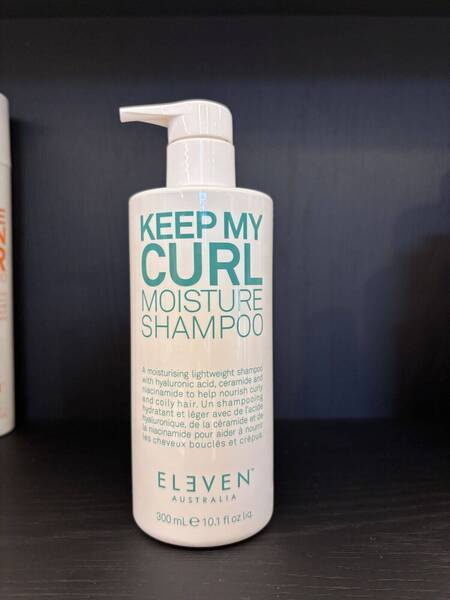 KEEP MY
CURL
MOISTURE
SHAMPOO
A moisturising lightweight shampoo
with hyaluronic acid, ceramide and
niacinamide to help nourish curly
and coily hair. Un shampooing
hydratant et léger avec de l'acide
hyaluronique, de la céramide et de
la niacinamide pour aider à nourrir
les cheveux bouclés et crépus.
ELEVEN™
AUSTRALIA
300 mL ℮ 10.1 fl oz liq.